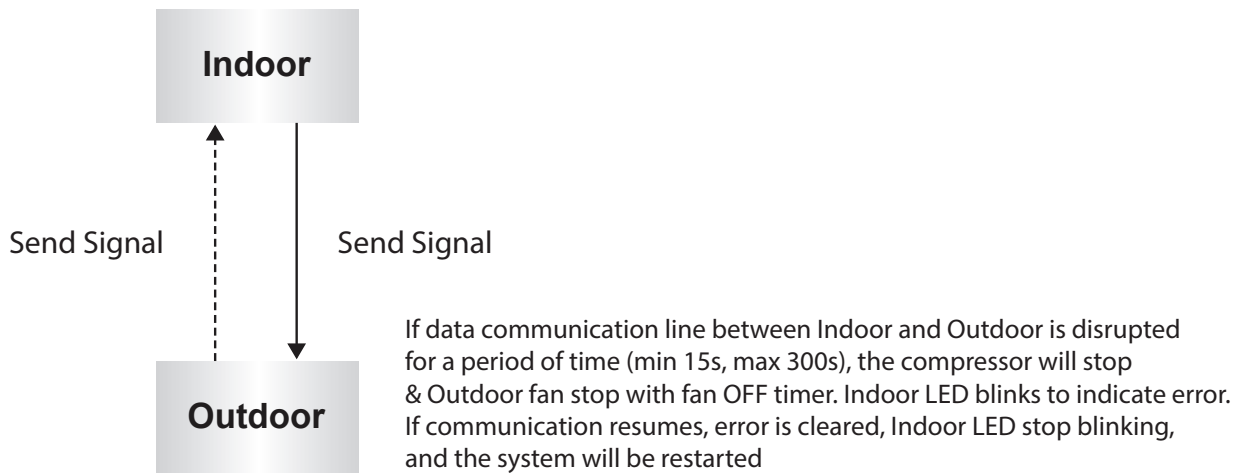 Indoor
Send Signal
Send Signal
If data communication line between Indoor and Outdoor is disrupted
for a period of time (min 15s, max 300s), the compressor will stop
& Outdoor fan stop with fan OFF timer. Indoor LED blinks to indicate error.
If communication resumes, error is cleared, Indoor LED stop blinking,
and the system will be restarted
Outdoor